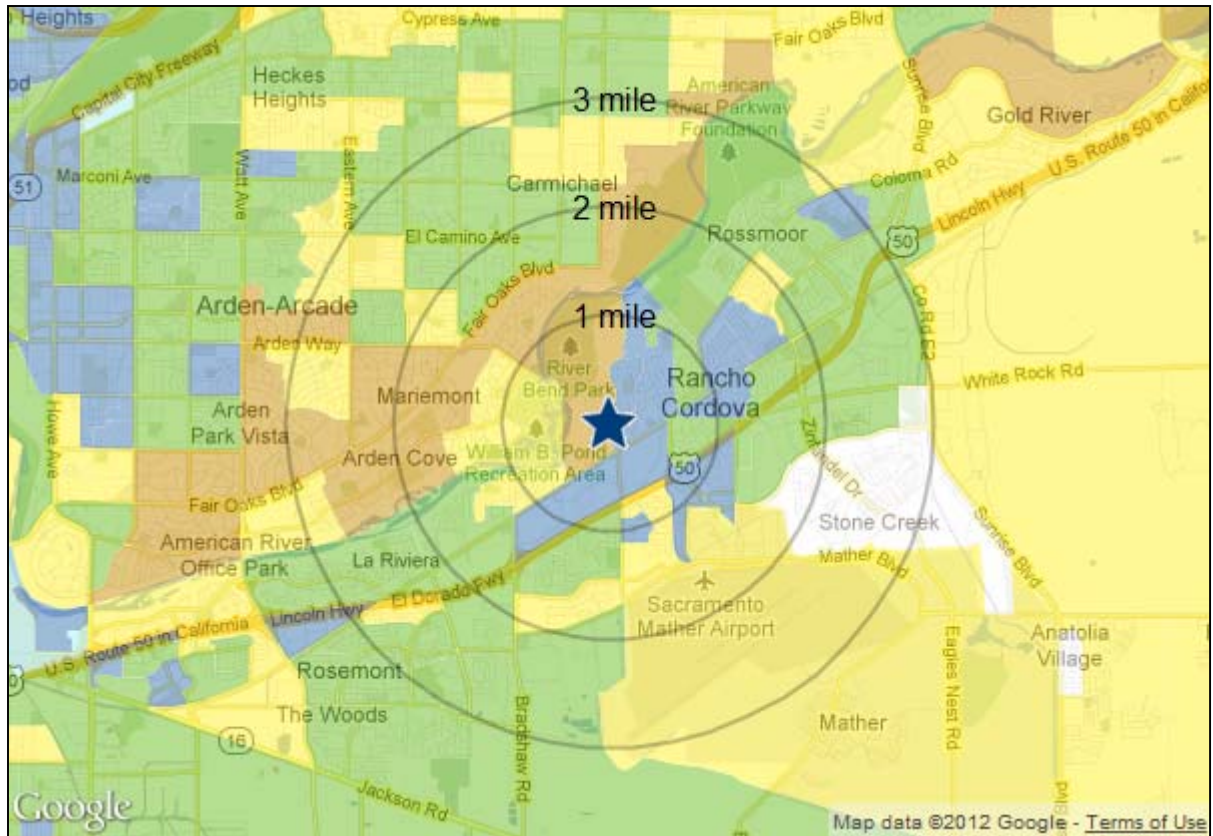 Heights
Cypress Ave
Fair Oaks Blvd
Capital City Freeway
Heckes
Heights
3 mile
American
River Parkway
Foundation
Sunrise Blvd
Gold River
U.S. Route 50 in Califor
51
Marconi Ave
Watt Ave
Eastern Ave
Carmichael
Coloma Rd
Lincoln Hwy
2 mile
El Camino Ave
Rossmoor
50
Fair Oaks Blvd
Arden-Arcade
Arden Way
1 mile
Co Rd E2
River
Bend Park
Rancho
Cordova
White Rock Rd
Mariemont
Howe Ave
Arden
Park Vista
Arden Cove
William B. Pond
Recreation Area
50
Zinfandel Dr
Fair Oaks Blvd
Stone Creek
Sunrise Blvd
American River
Office Park
La Riviera
Mather Blvd
El Dorado Fwy
Lincoln Hwy
Sacramento
Mather Airport
U.S. Route 50 in California
Anatolia
Village
Rosemont
Eagles Nest Rd
Bradshaw Rd
The Woods
Mather
16
Jackson Rd
Blvd
Google
Map data ©2012 Google - Terms of Use